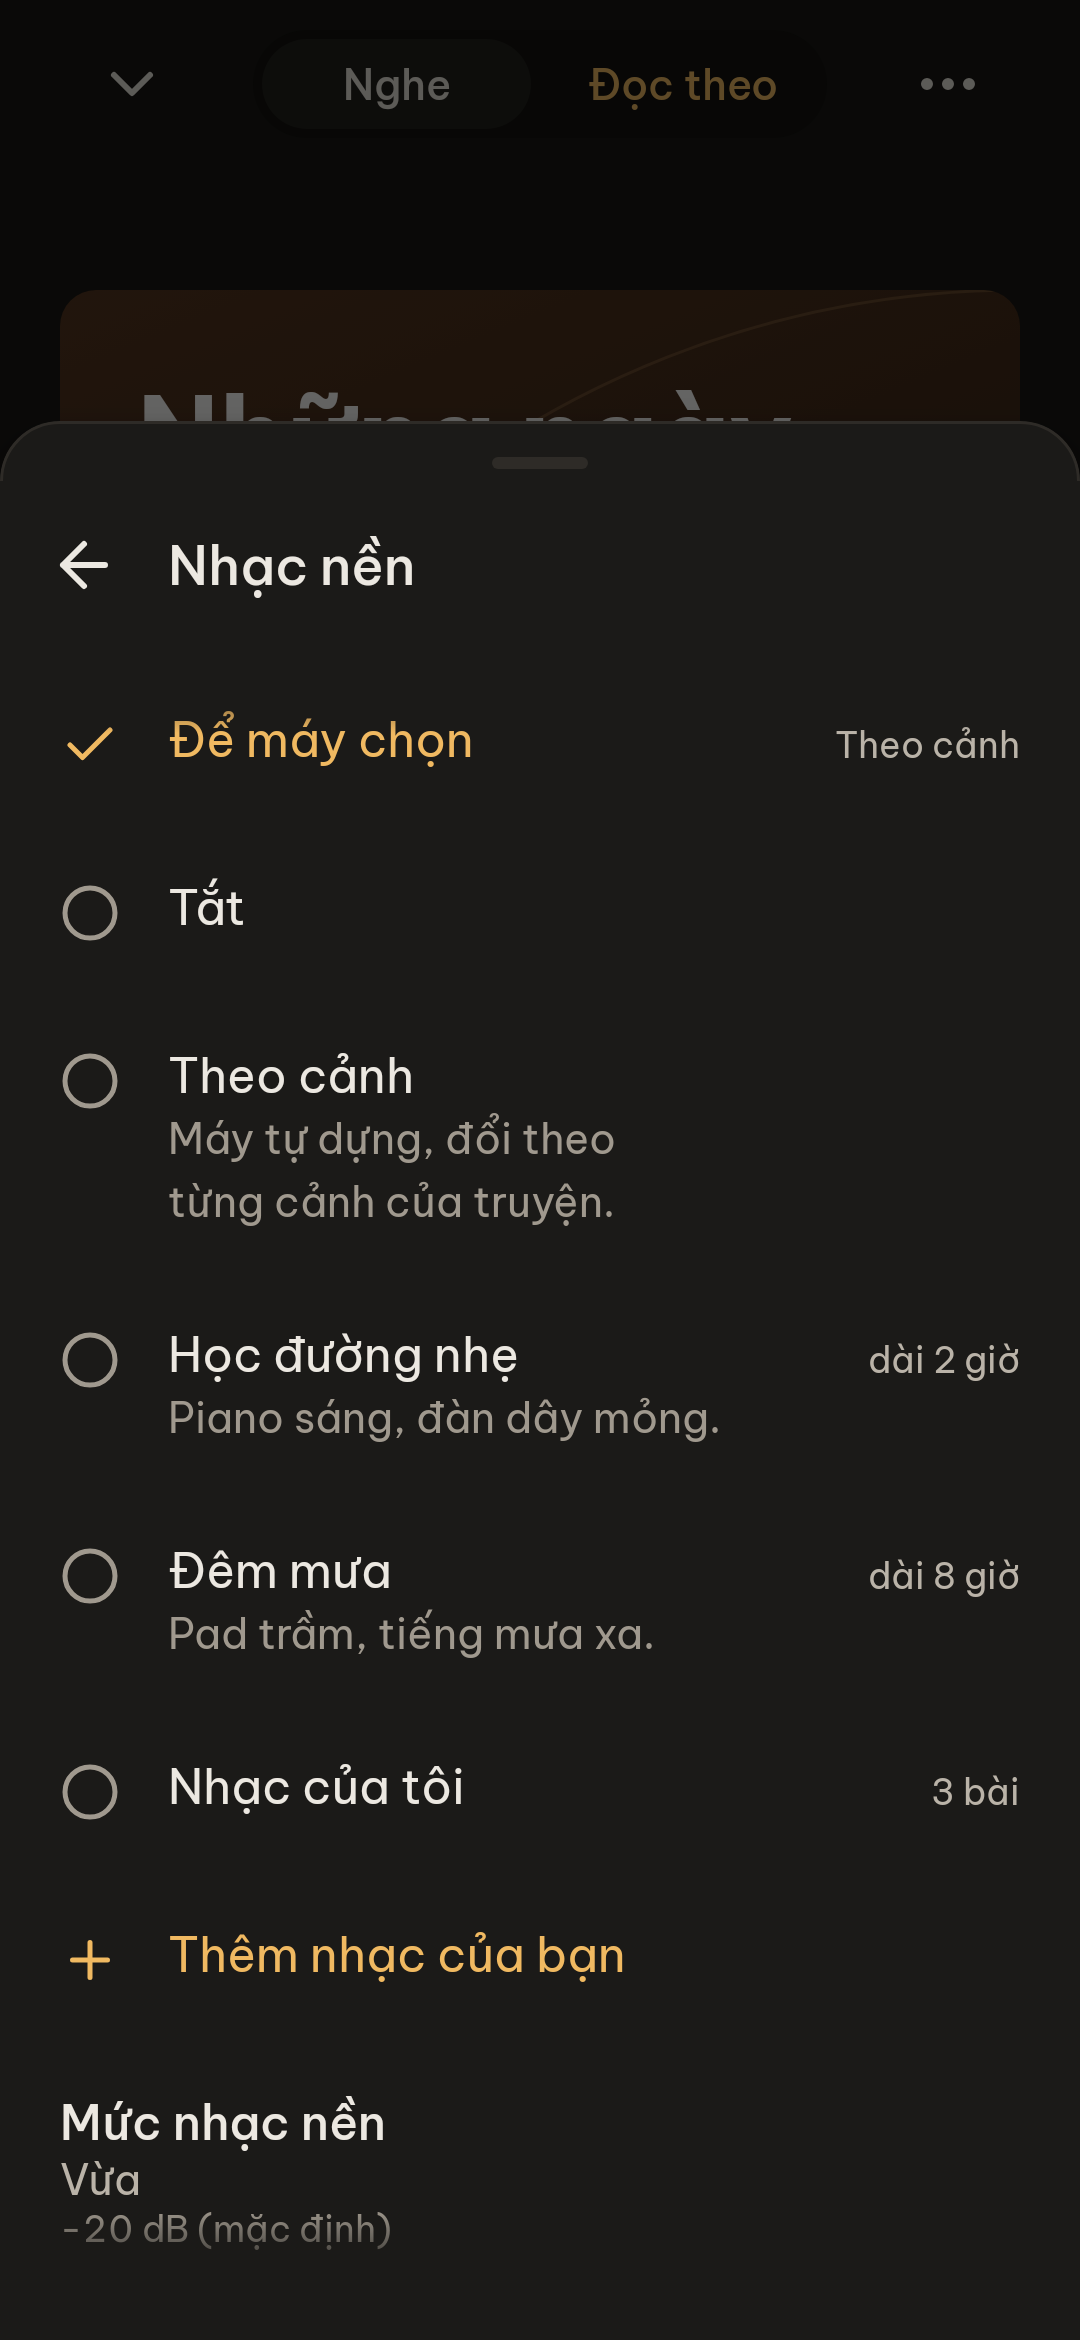 Nghe
Đọc theo
Những ngày
Nhạc nền
Để máy chọn
Theo cảnh
Tắt
Theo cảnh
Máy tự dựng, đổi theo
từng cảnh của truyện.
Học đường nhẹ
dài 2 giờ
Piano sáng, đàn dây mỏng.
Đêm mưa
dài 8 giờ
Pad trầm, tiếng mưa xa.
Nhạc của tôi
3 bài
Thêm nhạc của bạn
Mức nhạc nền
Vừa
-20 dB (mặc định)